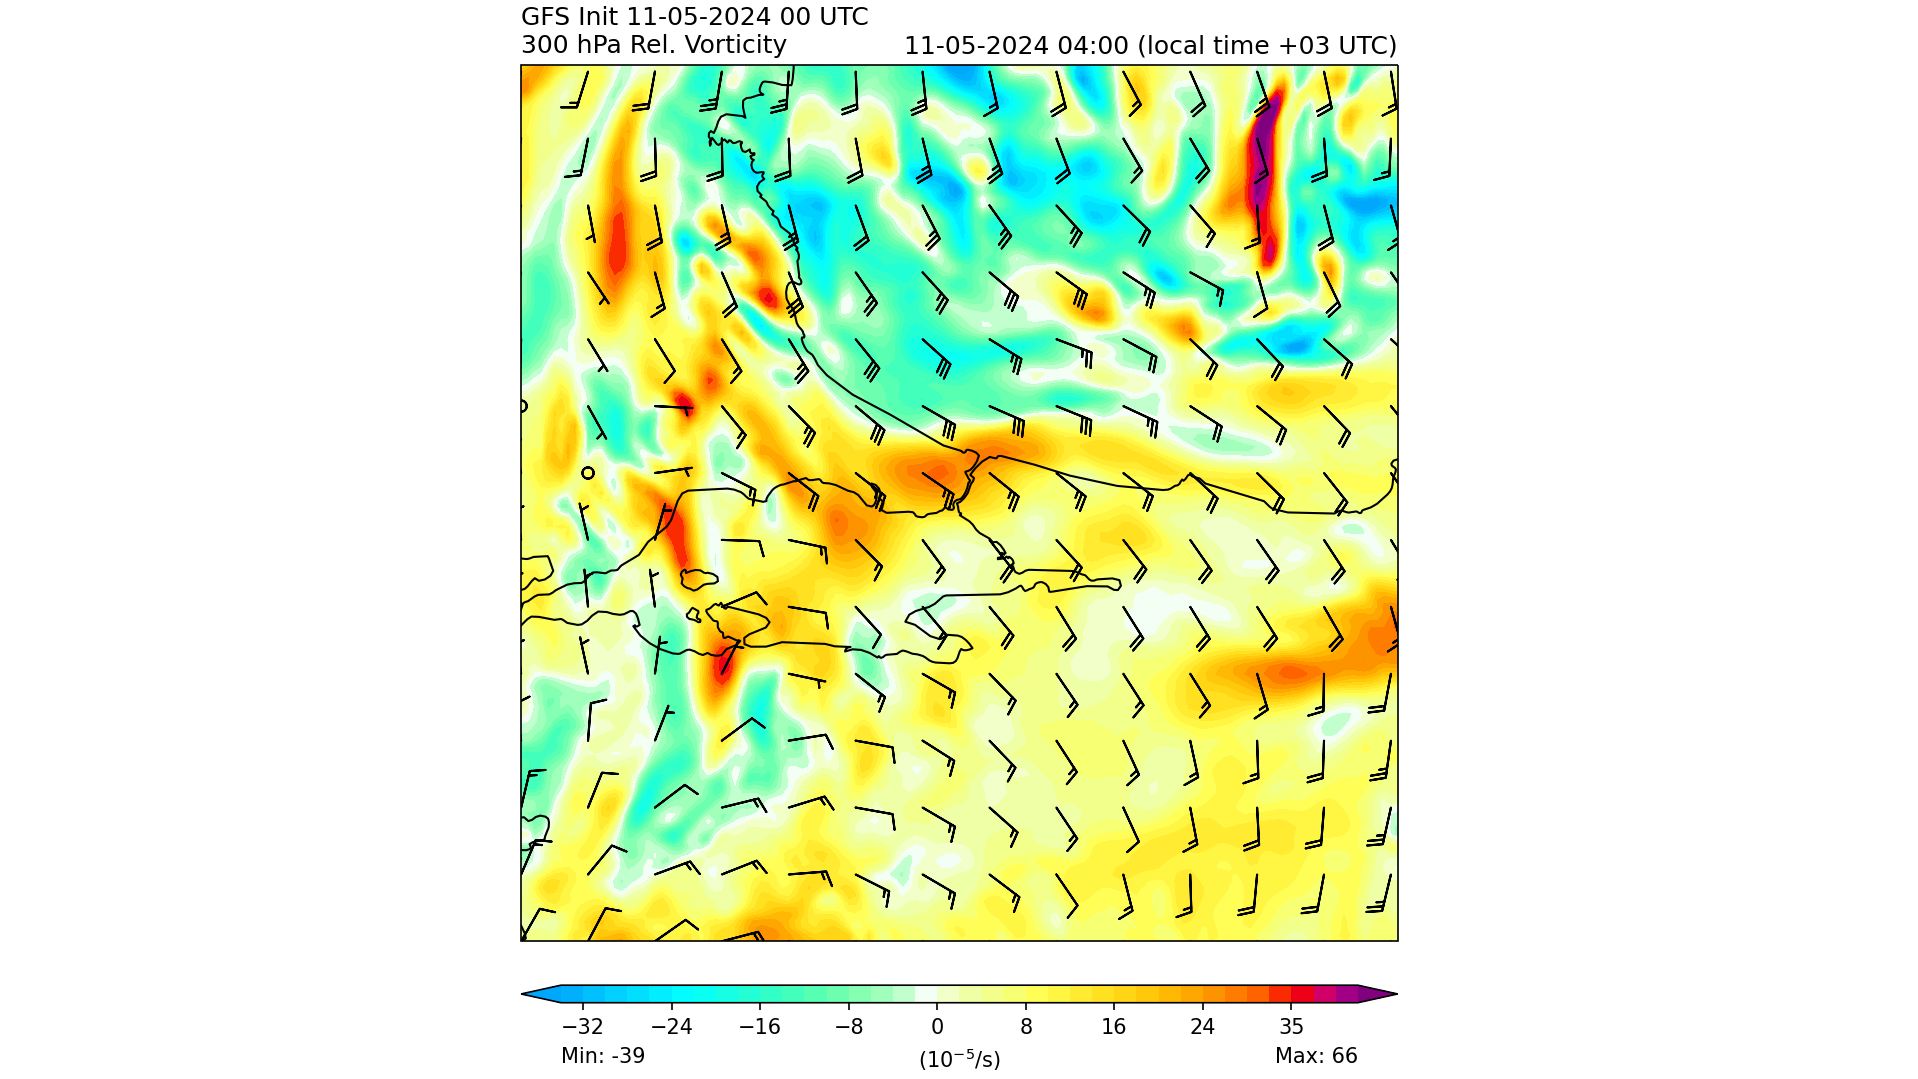 GFS Init 11-05-2024 00 UTC
300 hPa Rel. Vorticity
11-05-2024 04:00 (local time +03 UTC)
−32 −24 −16 −8 0 8 16 24 35
Min: -39 (10⁻⁵/s) Max: 66